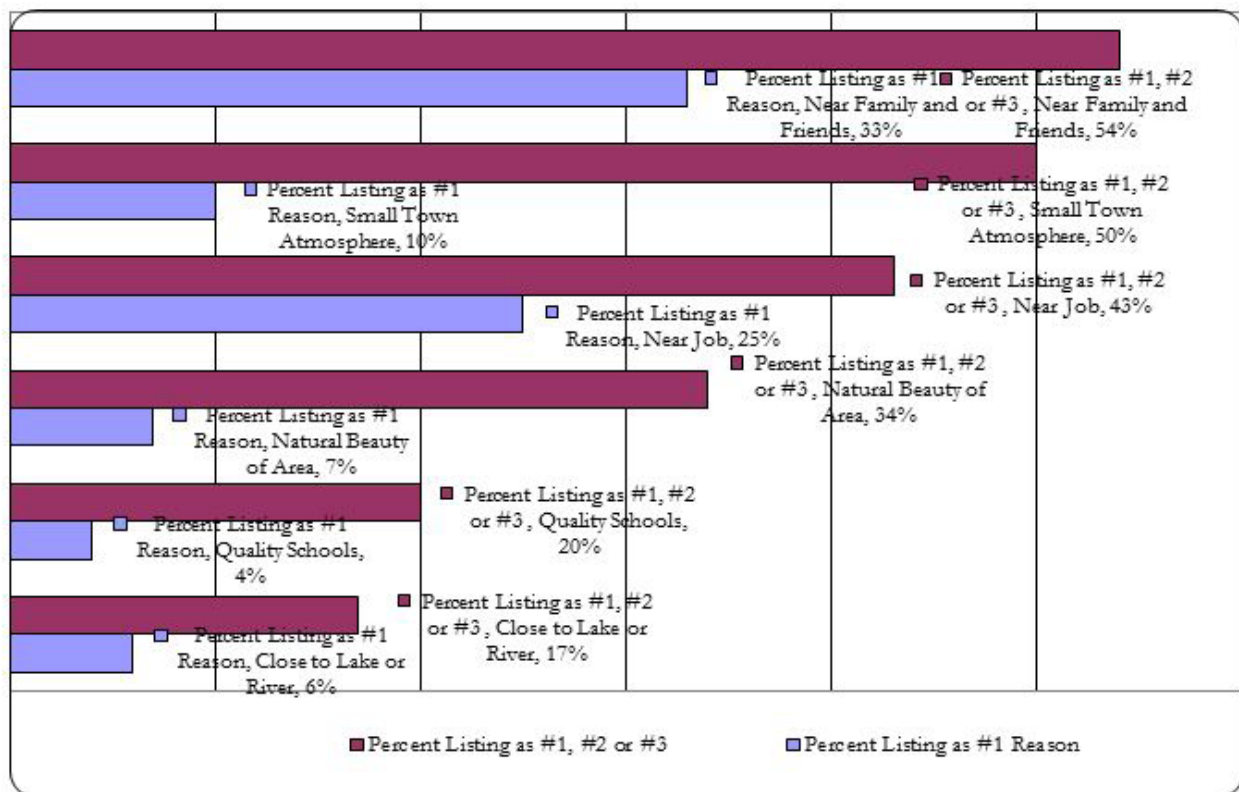 Percent Listing as #1
Reason, Near Family and
Friends, 33%
Percent Listing as #1, #2
or #3, Near Family and
Friends, 54%
Percent Listing as #1
Reason, Small Town
Atmosphere, 10%
Percent Listing as #1, #2
or #3, Small Town
Atmosphere, 50%
Percent Listing as #1, #2
or #3, Near Job, 43%
Percent Listing as #1
Reason, Near Job, 25%
Percent Listing as #1, #2
or #3, Natural Beauty of
Area, 34%
Percent Listing as #1
Reason, Natural Beauty
of Area, 7%
Percent Listing as #1, #2
or #3, Quality Schools,
20%
Percent Listing as #1
Reason, Quality Schools,
4%
Percent Listing as #1, #2
or #3, Close to Lake or
River, 17%
Percent Listing as #1
Reason, Close to Lake or
River, 6%
Percent Listing as #1, #2 or #3
Percent Listing as #1 Reason